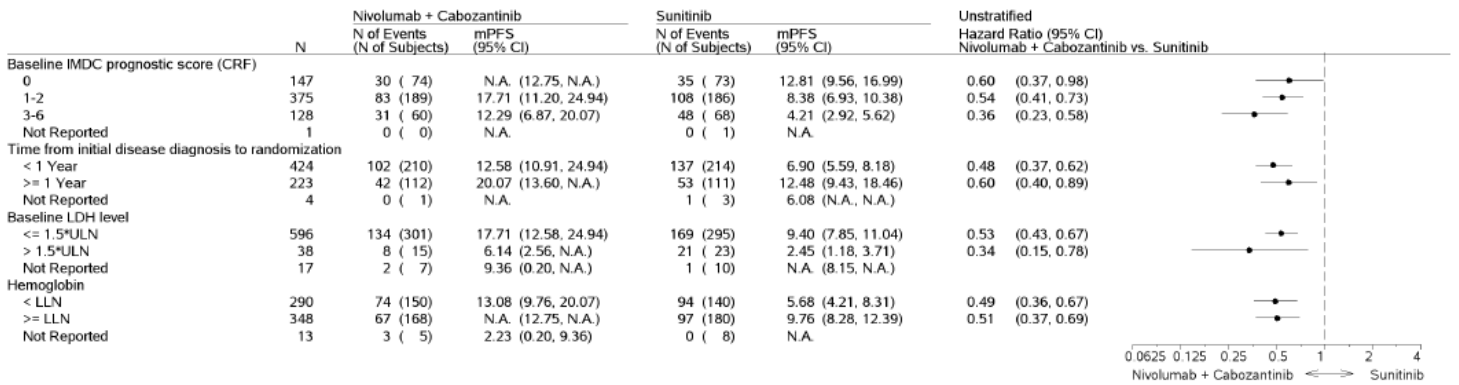 Nivolumab + Cabozantinib Sunitinib Unstratified
N of Events mPFS N of Events mPFS Hazard Ratio (95% CI)
N (N of Subjects) (95% CI) (N of Subjects) (95% CI) Nivolumab + Cabozantinib vs. Sunitinib
Baseline IMDC prognostic score (CRF)
0 147 30 ( 74) N.A. (12.75, N.A.) 35 ( 73) 12.81 (9.56, 16.99) 0.60 (0.37, 0.98)
1-2 375 83 (189) 17.71 (11.20, 24.94) 108 (186) 8.38 (6.93, 10.38) 0.54 (0.41, 0.73)
3-6 128 31 ( 60) 12.29 (6.87, 20.07) 48 ( 68) 4.21 (2.92, 5.62) 0.36 (0.23, 0.58)
Not Reported 1 0 ( 0) N.A. 0 ( 1) N.A.
Time from initial disease diagnosis to randomization
< 1 Year 424 102 (210) 12.58 (10.91, 24.94) 137 (214) 6.90 (5.59, 8.18) 0.48 (0.37, 0.62)
>= 1 Year 223 42 (112) 20.07 (13.60, N.A.) 53 (111) 12.48 (9.43, 18.46) 0.60 (0.40, 0.89)
Not Reported 4 0 ( 1) N.A. 1 ( 3) 6.08 (N.A., N.A.)
Baseline LDH level
<= 1.5*ULN 596 134 (301) 17.71 (12.58, 24.94) 169 (295) 9.40 (7.85, 11.04) 0.53 (0.43, 0.67)
> 1.5*ULN 38 8 ( 15) 6.14 (2.56, N.A.) 21 ( 23) 2.45 (1.18, 3.71) 0.34 (0.15, 0.78)
Not Reported 17 2 ( 7) 9.36 (0.20, N.A.) 1 ( 10) N.A. (8.15, N.A.)
Hemoglobin
< LLN 290 74 (150) 13.08 (9.76, 20.07) 94 (140) 5.68 (4.21, 8.31) 0.49 (0.36, 0.67)
>= LLN 348 67 (168) N.A. (12.75, N.A.) 97 (180) 9.76 (8.28, 12.39) 0.51 (0.37, 0.69)
Not Reported 13 3 ( 5) 2.23 (0.20, 9.36) 0 ( 8) N.A.
0.0625 0.125 0.25 0.5 1 2 4
Nivolumab + Cabozantinib <---> Sunitinib